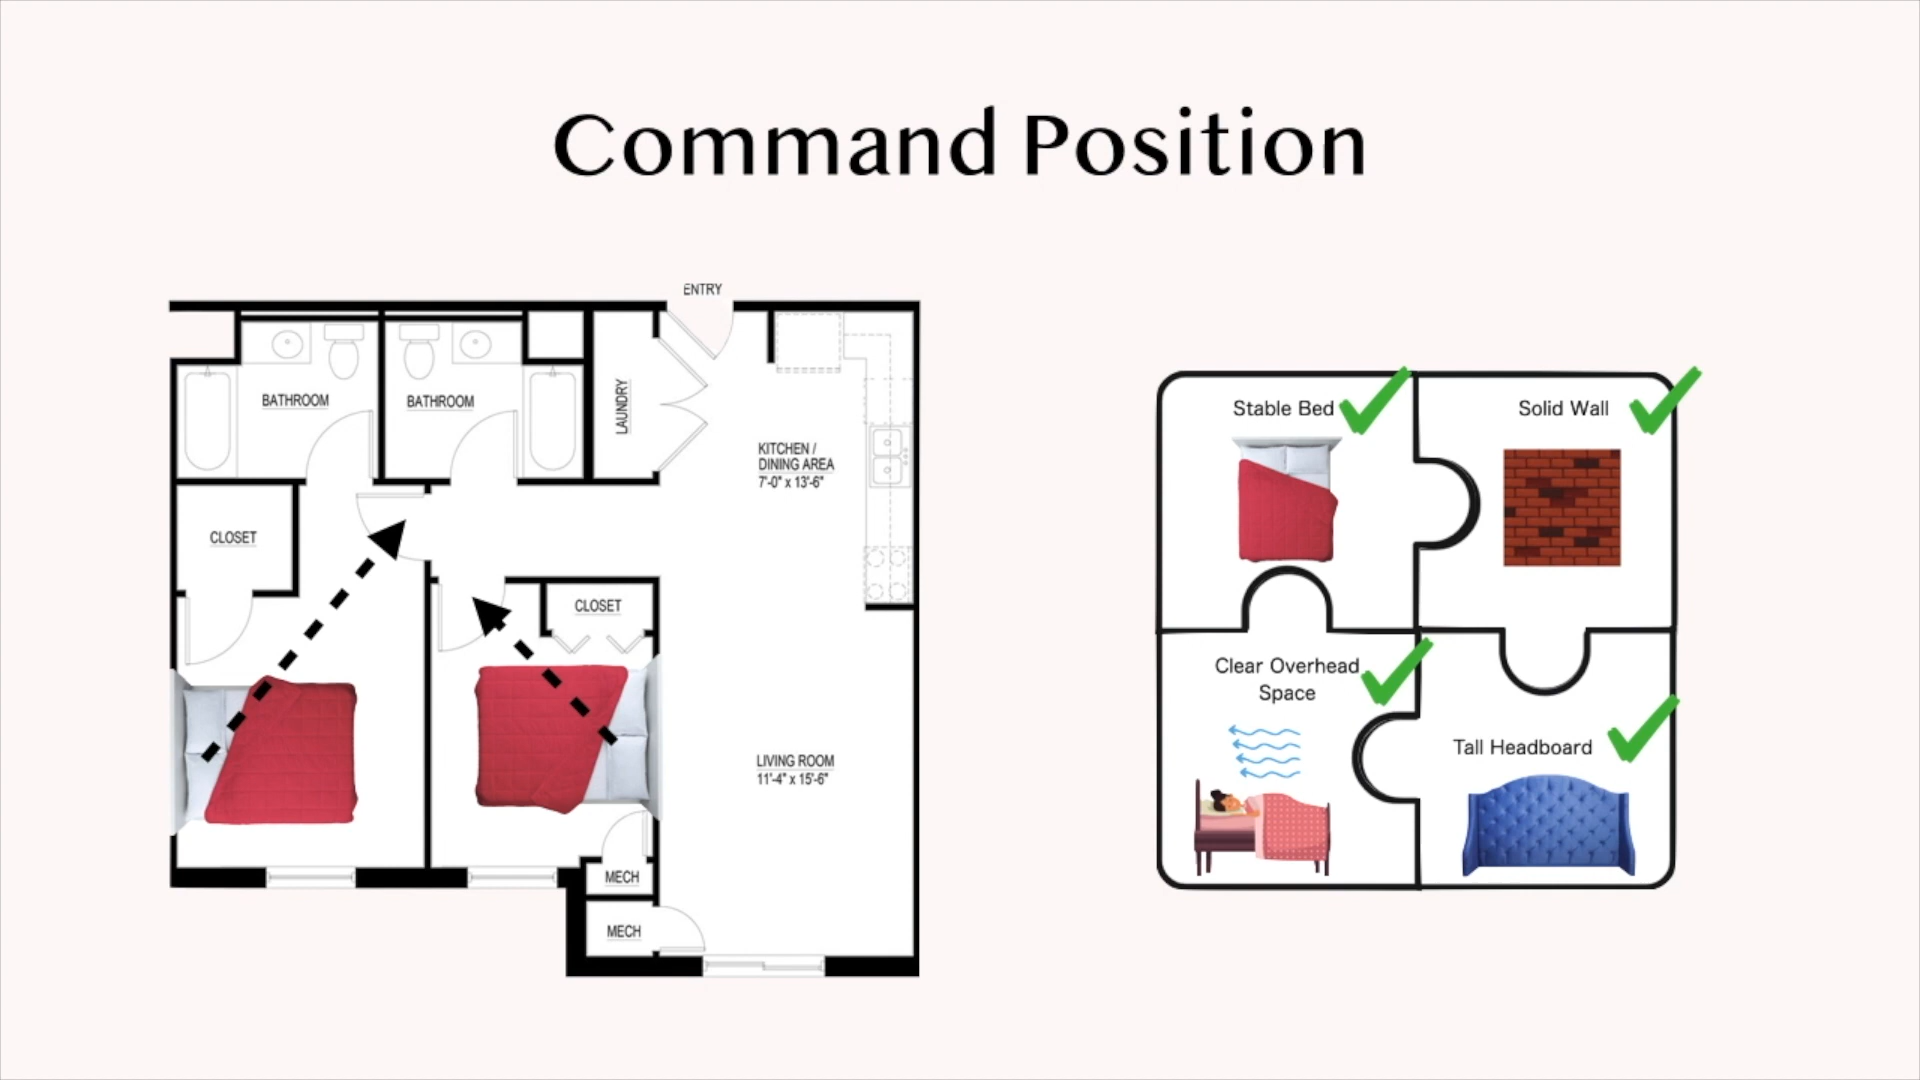 Command Position
ENTRY
BATHROOM
BATHROOM
LAUNDRY
KITCHEN /
DINING AREA
7'-0" x 13'-6"
CLOSET
CLOSET
LIVING ROOM
11'-4" x 15'-6"
MECH
MECH
Stable Bed
Solid Wall
Clear Overhead
Space
Tall Headboard